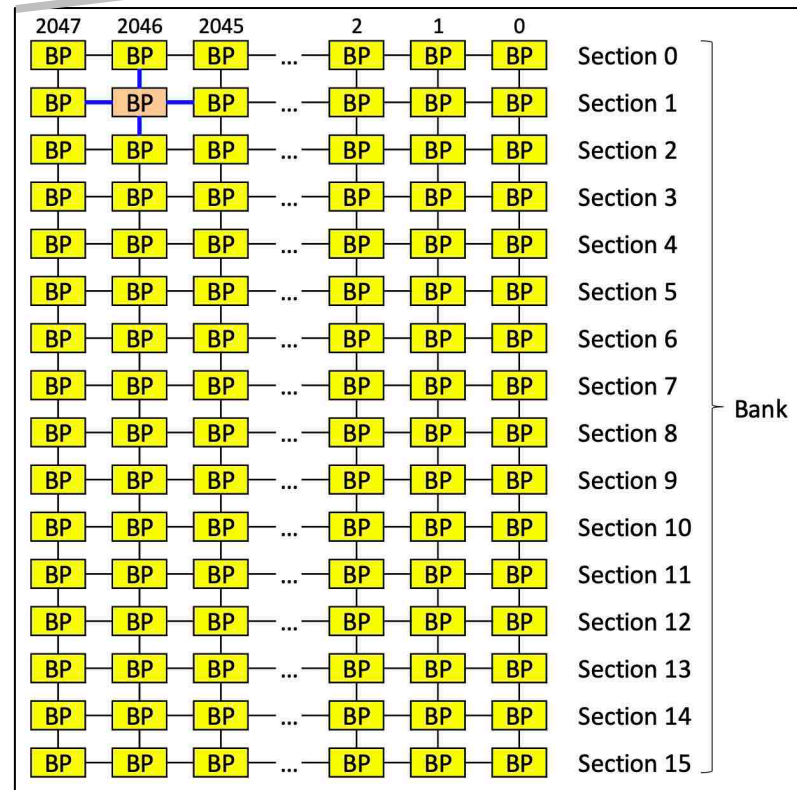 2047 2046 2045 2 1 0
BP BP BP ... BP BP BP Section 0
BP BP BP ... BP BP BP Section 1
BP BP BP ... BP BP BP Section 2
BP BP BP ... BP BP BP Section 3
BP BP BP ... BP BP BP Section 4
BP BP BP ... BP BP BP Section 5
BP BP BP ... BP BP BP Section 6
BP BP BP ... BP BP BP Section 7
Bank
BP BP BP ... BP BP BP Section 8
BP BP BP ... BP BP BP Section 9
BP BP BP ... BP BP BP Section 10
BP BP BP ... BP BP BP Section 11
BP BP BP ... BP BP BP Section 12
BP BP BP ... BP BP BP Section 13
BP BP BP ... BP BP BP Section 14
BP BP BP ... BP BP BP Section 15